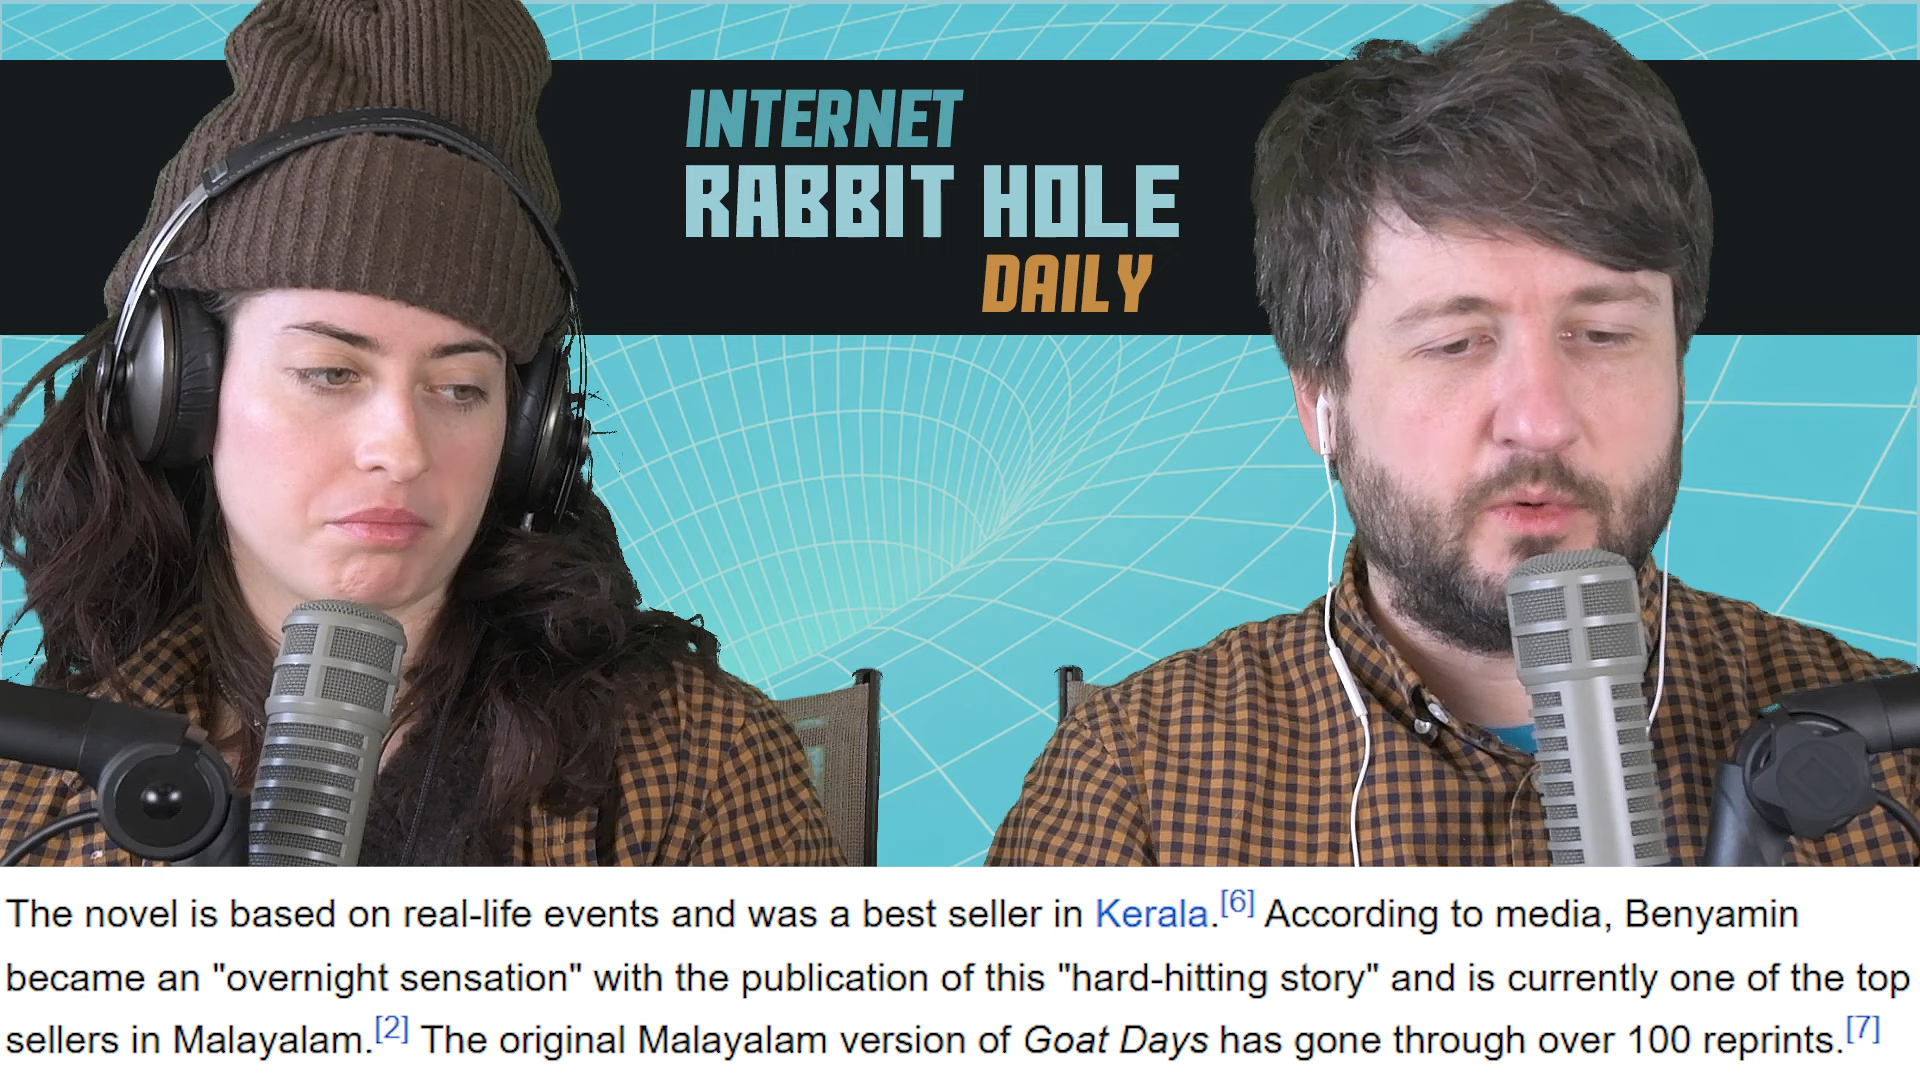 INTERNET
RABBIT HOLE
DAILY
The novel is based on real-life events and was a best seller in Kerala.[6] According to media, Benyamin
became an "overnight sensation" with the publication of this "hard-hitting story" and is currently one of the top
sellers in Malayalam.[2] The original Malayalam version of Goat Days has gone through over 100 reprints.[7]